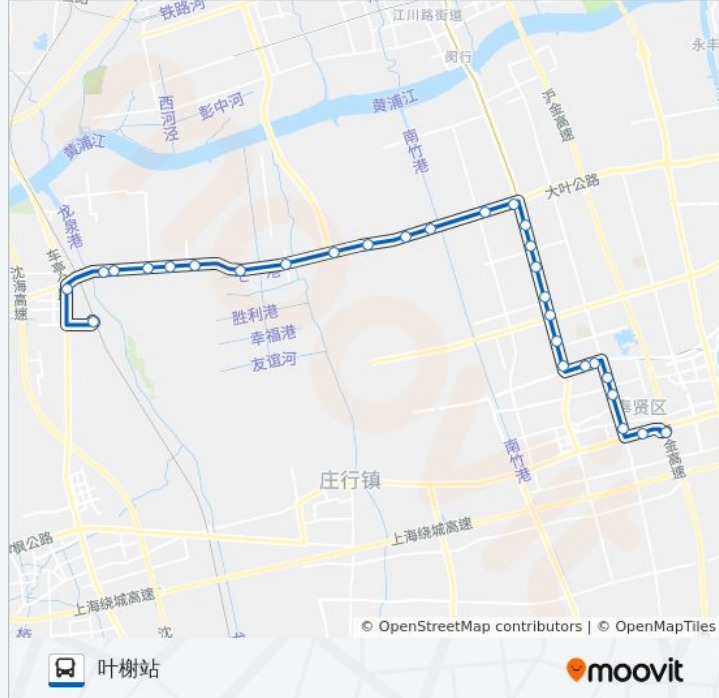 铁路河
江川路街道
闵行
永丰
西河泾
彭中河
黄浦江
沪金高速
南竹港
黄浦江
大叶公路
龙泉港
车亭公路
沈海高速
胜利港
幸福港
友谊河
奉贤区
南竹港
金高速
庄行镇
上海绕城高速
枫公路
上海绕城高速
沈
© OpenStreetMap contributors | © OpenMapTiles
叶榭站
moovit